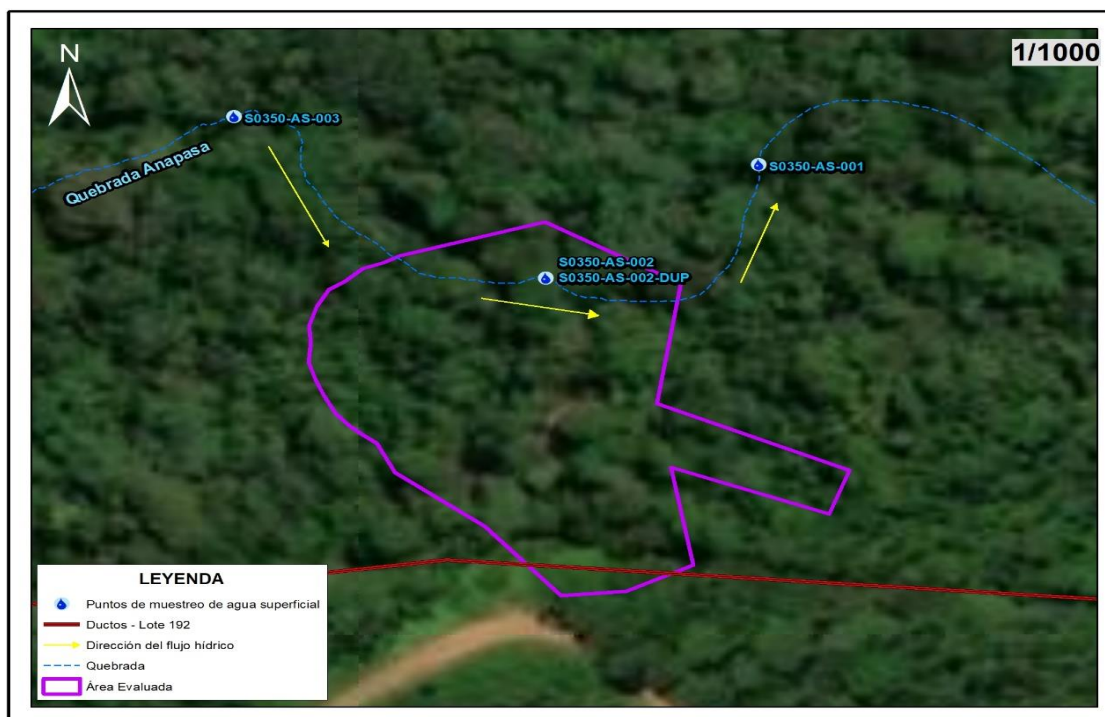 1/1000
N
S0350-AS-003
Quebrada Anapasa
S0350-AS-001
S0350-AS-002
S0350-AS-002-DUP
LEYENDA
Puntos de muestreo de agua superficial
Ductos - Lote 192
Dirección del flujo hídrico
Quebrada
Área Evaluada